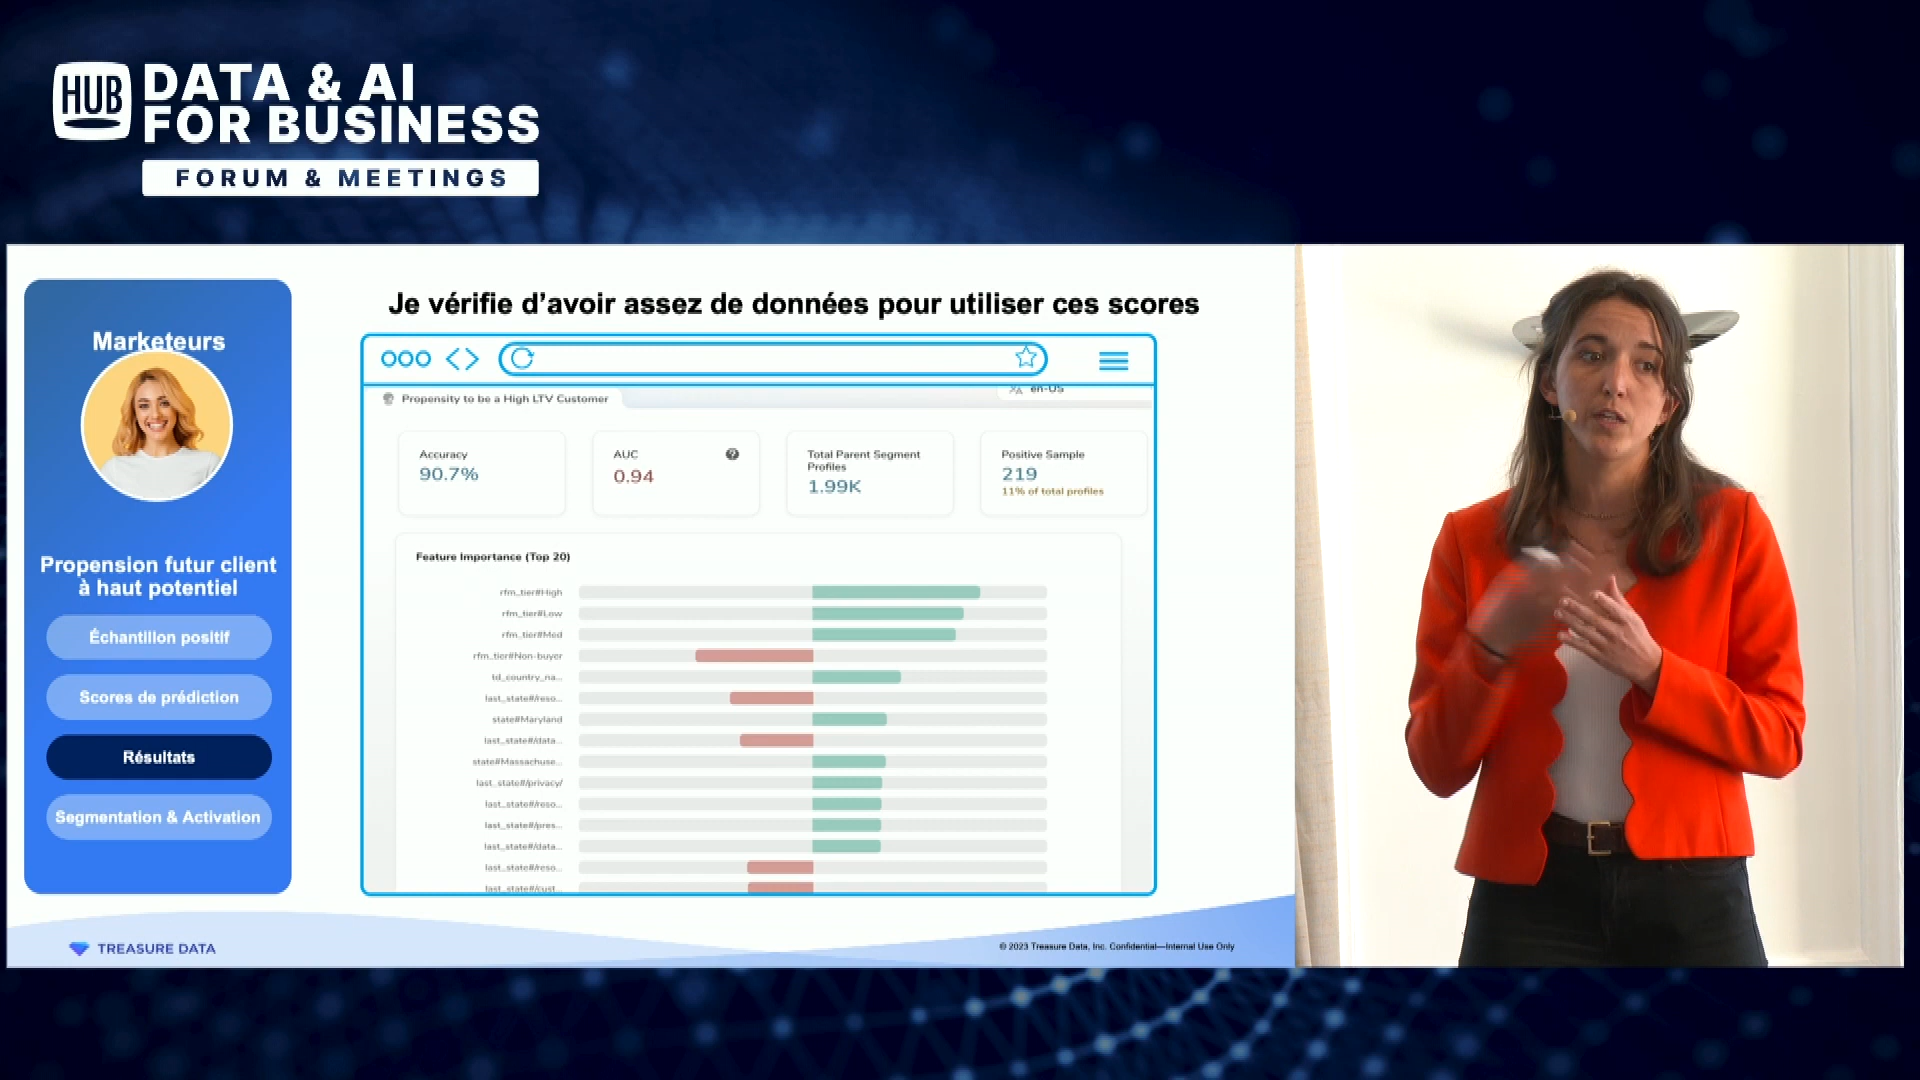 HUB
DATA & AI
FOR BUSINESS
FORUM & MEETINGS
Marketeurs
Propension futur client
à haut potentiel
Échantillon positif
Scores de prédiction
Résultats
Segmentation & Activation
Je vérifie d’avoir assez de données pour utiliser ces scores
en-US
Propensity to be a High LTV Customer
Accuracy
90.7%
AUC
0.94
Total Parent Segment
Profiles
1.99K
Positive Sample
219
11% of total profiles
Feature Importance (Top 20)
rfm_tier#High
rfm_tier#Low
rfm_tier#Med
rfm_tier#Non-buyer
td_country_na...
last_state#/reso...
state#Maryland
last_state#/data...
state#Massachuse...
last_state#/privacy/
last_state#/reso...
last_state#/pres...
last_state#/data...
last_state#/reso...
last_state#/cust...
TREASURE DATA
© 2023 Treasure Data, Inc. Confidential—Internal Use Only